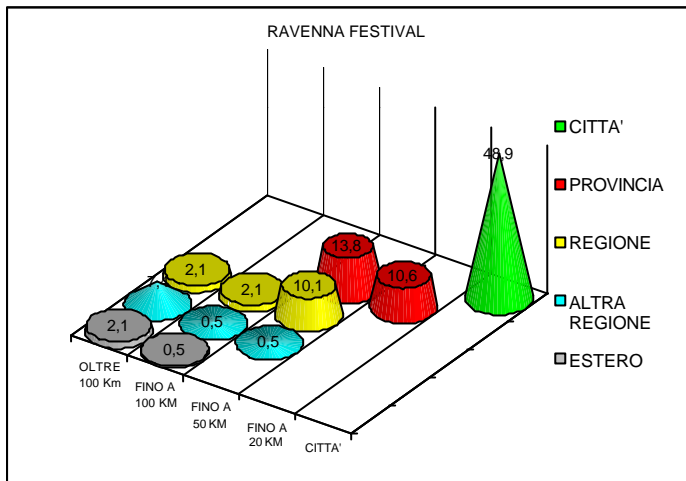 RAVENNA FESTIVAL
48,9
13,8
10,6
2,1
2,1
10,1
0,5
0,5
2,1
0,5
CITTA'
PROVINCIA
REGIONE
ALTRA
REGIONE
ESTERO
OLTRE
100 Km
FINO A
100 KM
FINO A
50 KM
FINO A
20 KM
CITTA'